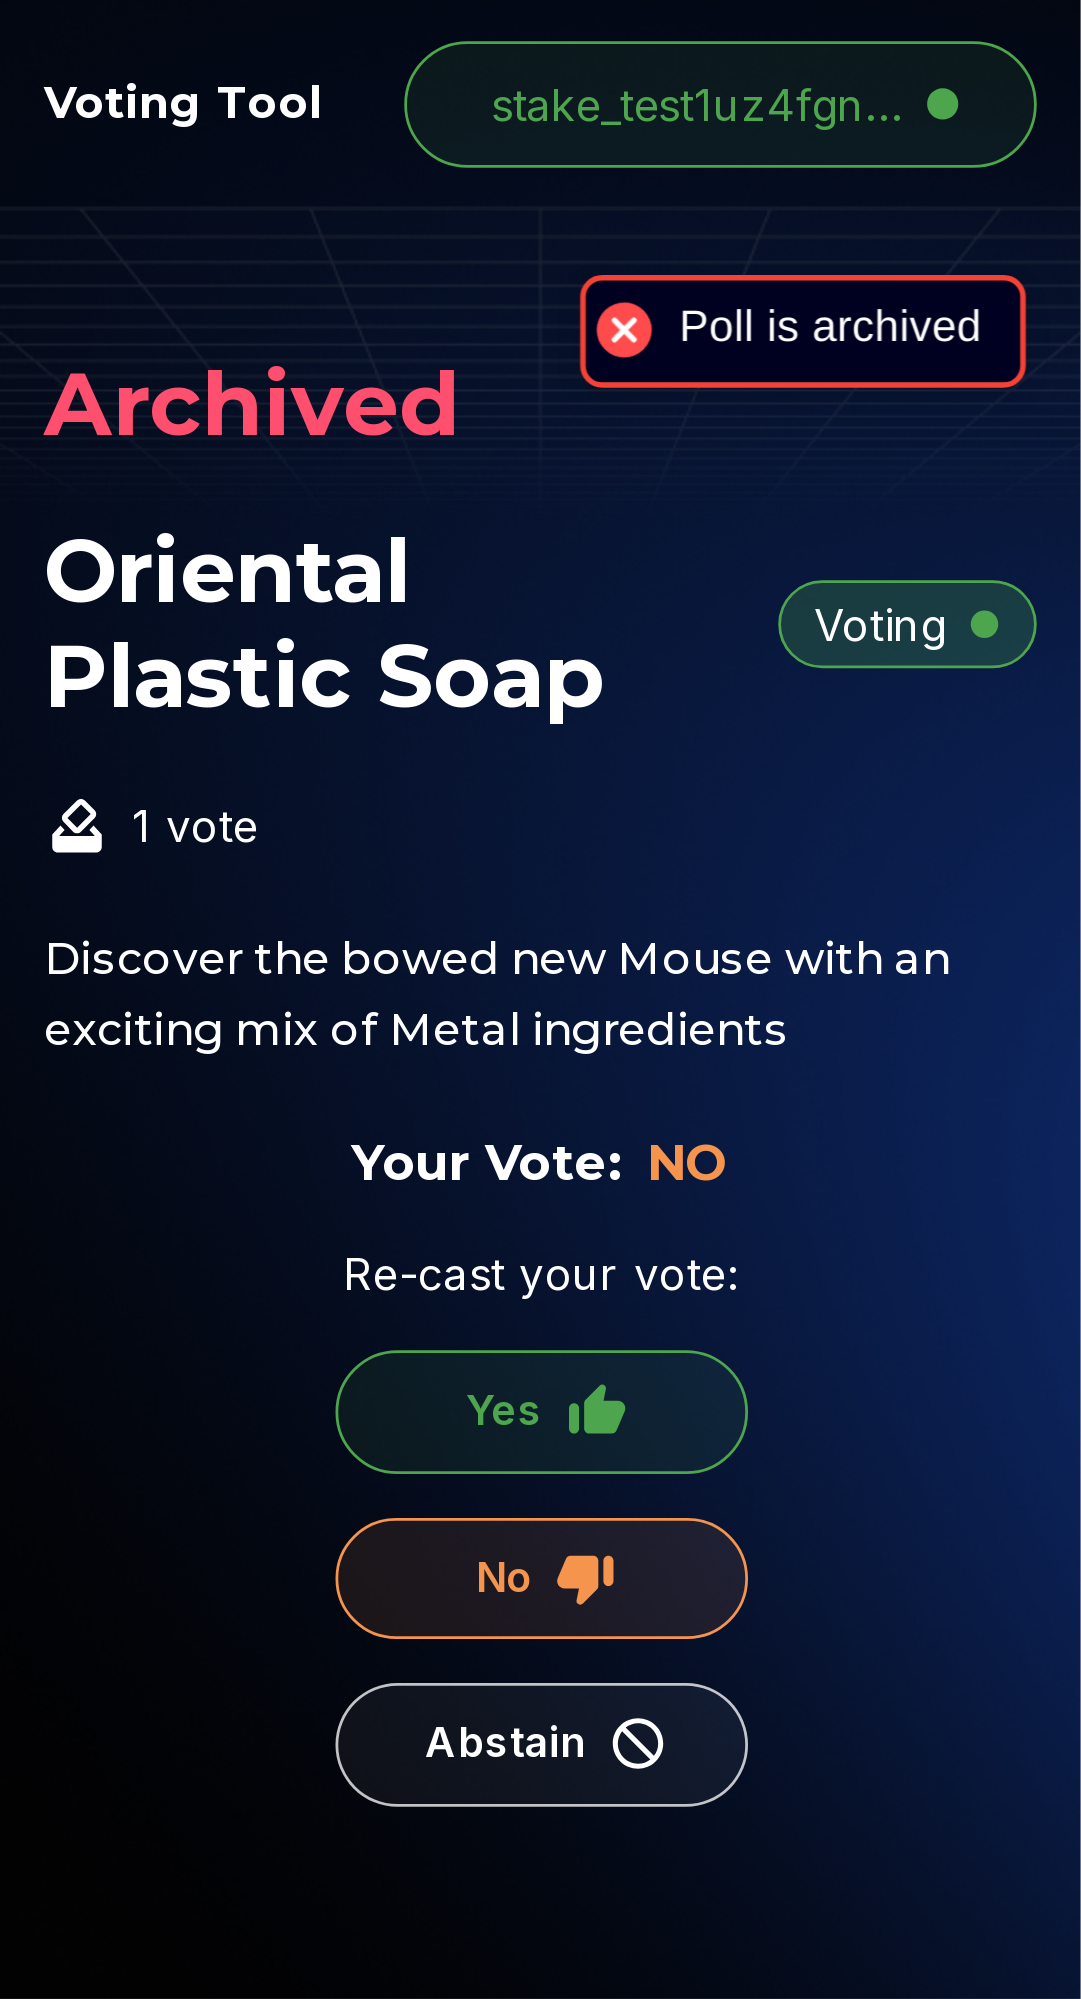 Voting Tool
stake_test1uz4fgn...
Poll is archived
Archived
Oriental
Plastic Soap
Voting
1 vote
Discover the bowed new Mouse with an
exciting mix of Metal ingredients
Your Vote: NO
Re-cast your vote:
Yes
No
Abstain